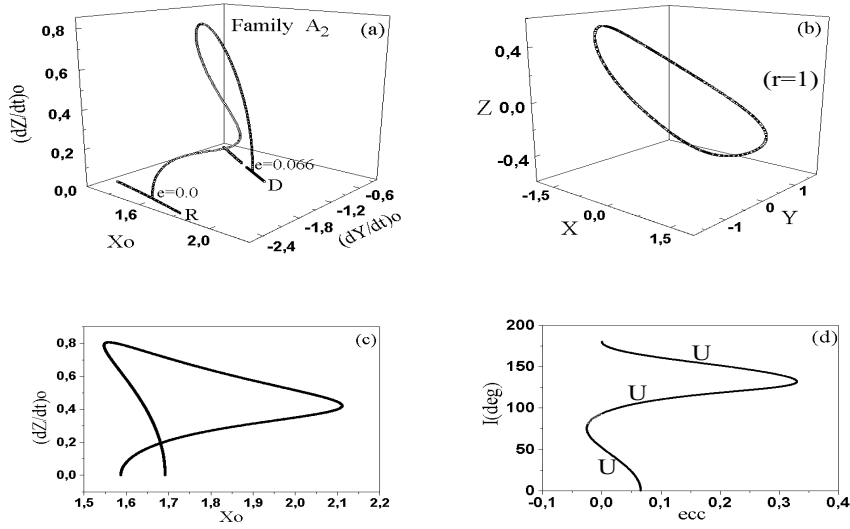 Family A2 (a)
(dZ/dt)o
0,8
0,6
0,4
0,2
0,0
e=0.066
e=0.0
D
R
1,6
2,0
Xo
-2,4
-1,8
-1,2
-0,6
(dY/dt)o
(b)
(r=1)
Z
0,4
0,0
-0,4
-1,5
0,0
1,5
X
-1
0
1
Y
(c)
(dZ/dt)o
0,8
0,6
0,4
0,2
0,0
1,5 1,6 1,7 1,8 1,9 2,0 2,1 2,2
Xo
(d)
I(deg)
200
150
100
50
0
U
U
U
-0,1 0,0 0,1 0,2 0,3 0,4
ecc